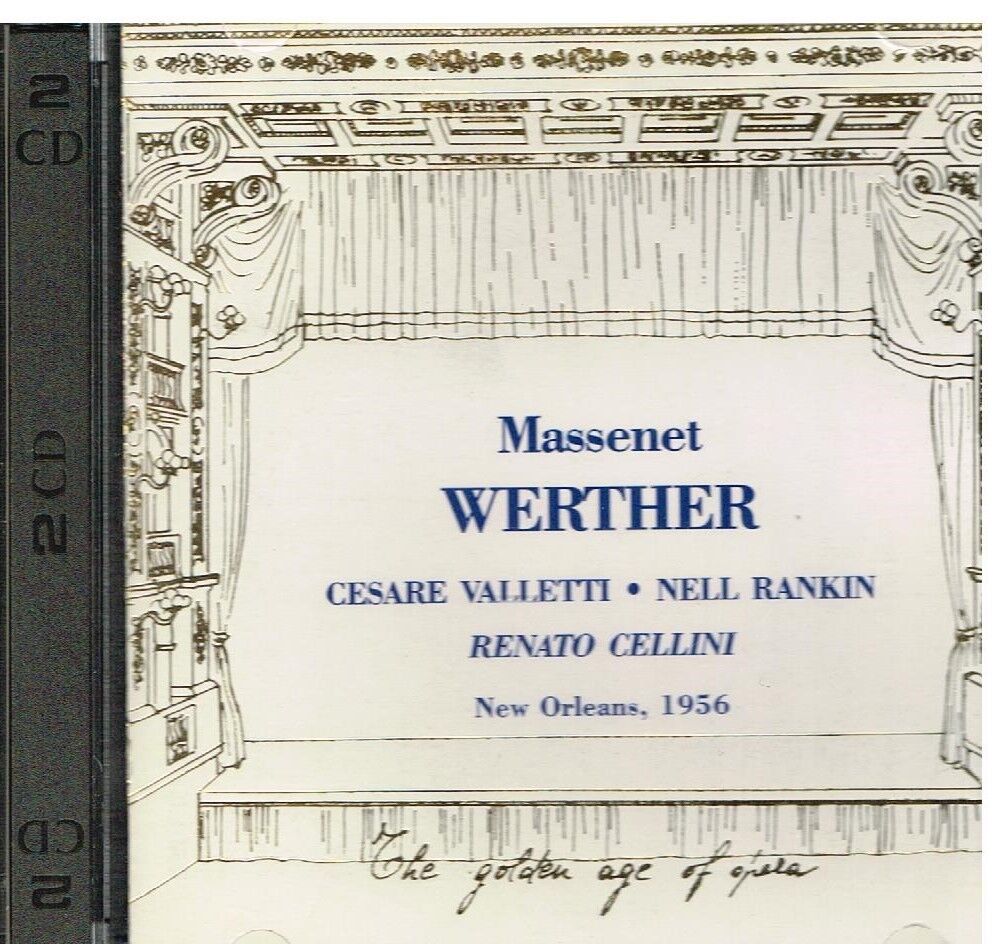 2
CD
2 CD
CD
2
Massenet
WERTHER
CESARE VALLETTI • NELL RANKIN
RENATO CELLINI
New Orleans, 1956
The golden age of opera